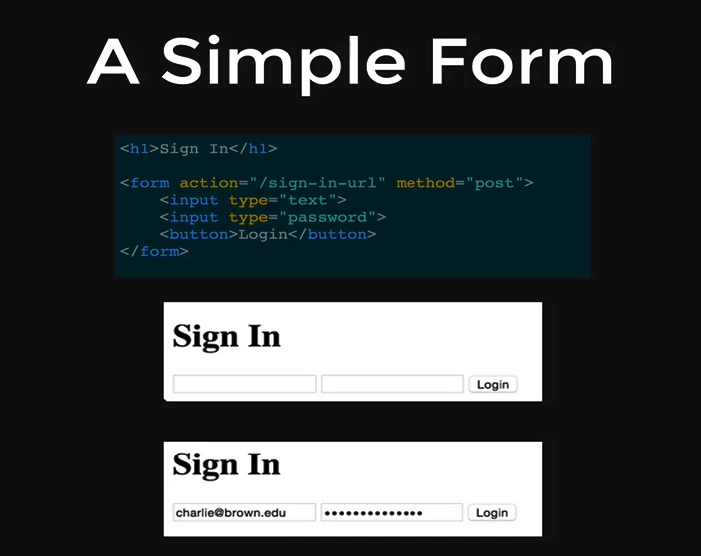 A Simple Form
<h1>Sign In</h1>
<form action="/sign-in-url" method="post">
    <input type="text">
    <input type="password">
    <button>Login</button>
</form>
Sign In
Login
Sign In
charlie@brown.edu •••••••••••••• Login